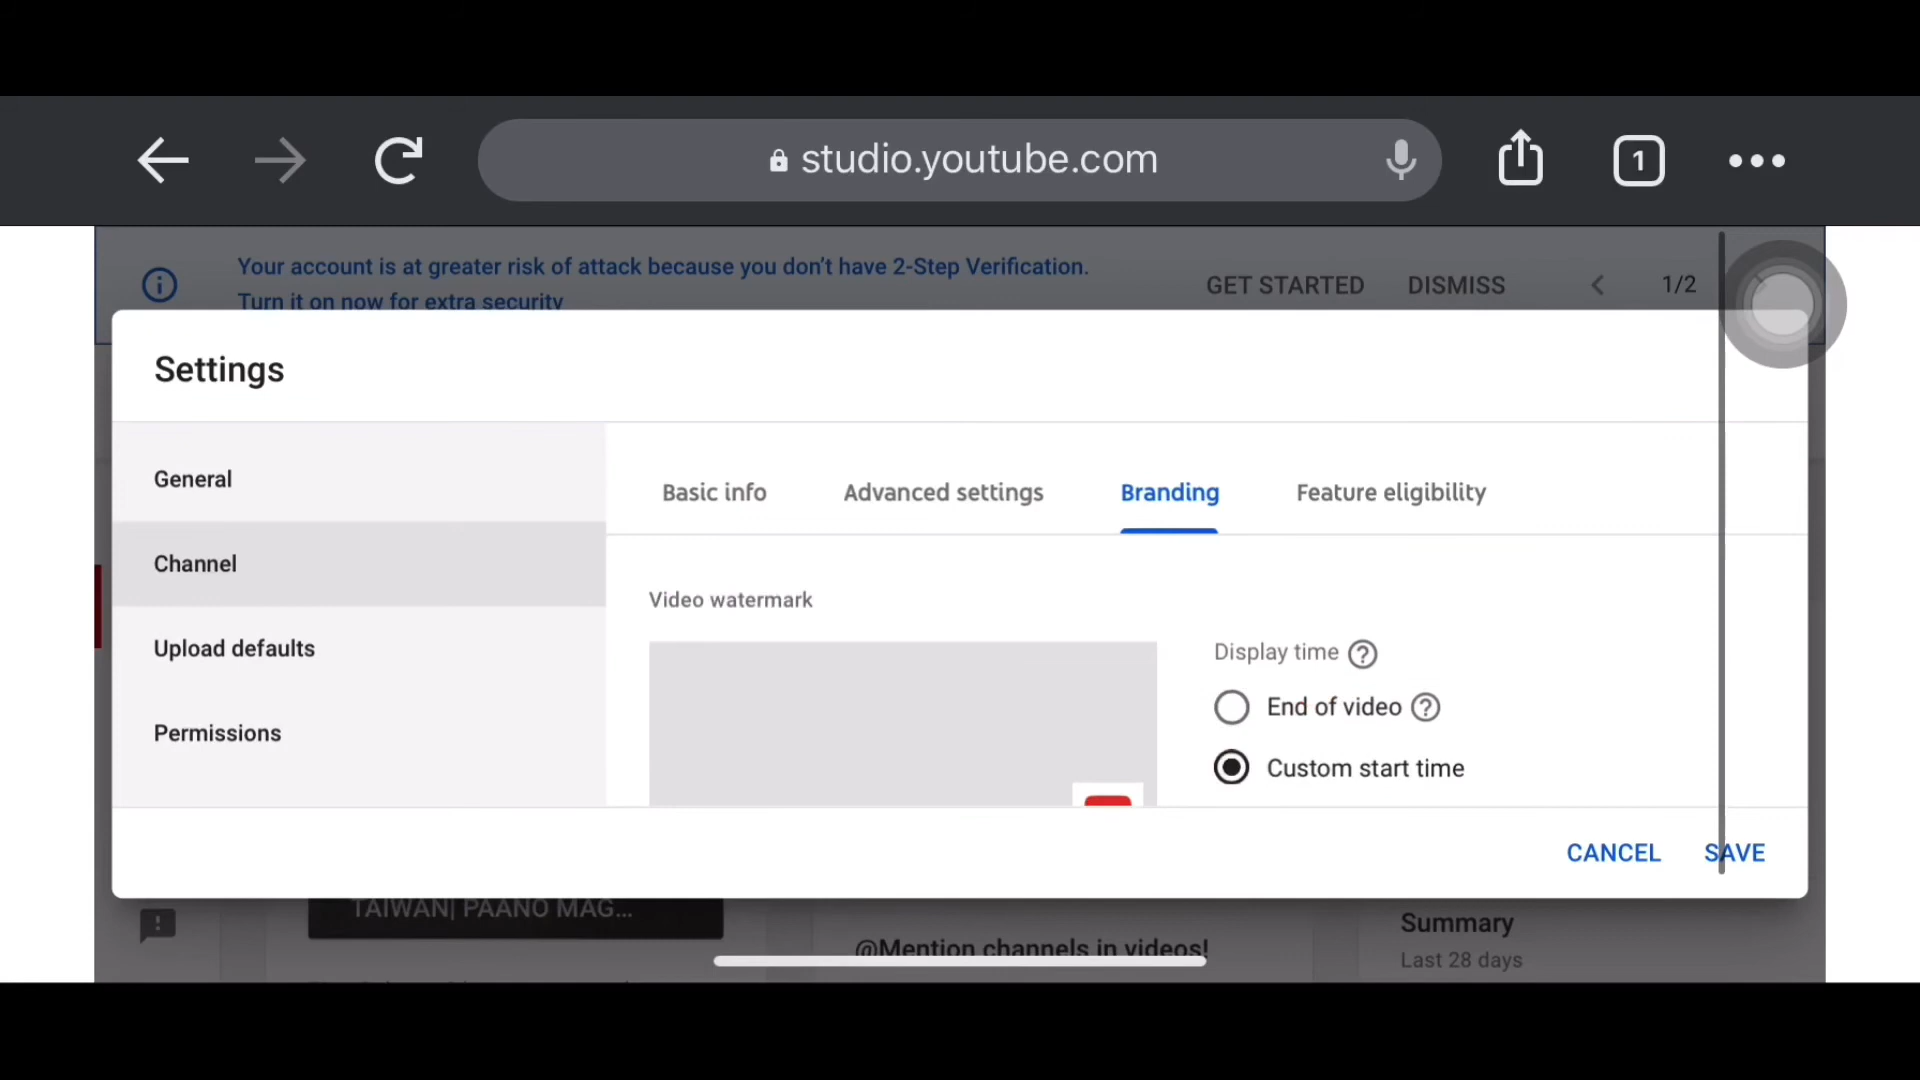 studio.youtube.com
1
Your account is at greater risk of attack because you don't have 2-Step Verification.
Turn it on now for extra security
GET STARTED
DISMISS
1/2
Settings
General
Channel
Upload defaults
Permissions
Basic info
Advanced settings
Branding
Feature eligibility
Video watermark
Display time
End of video
Custom start time
CANCEL
SAVE
TAIWAN| PAANO MAG...
@Mention channels in videos!
Summary
Last 28 days